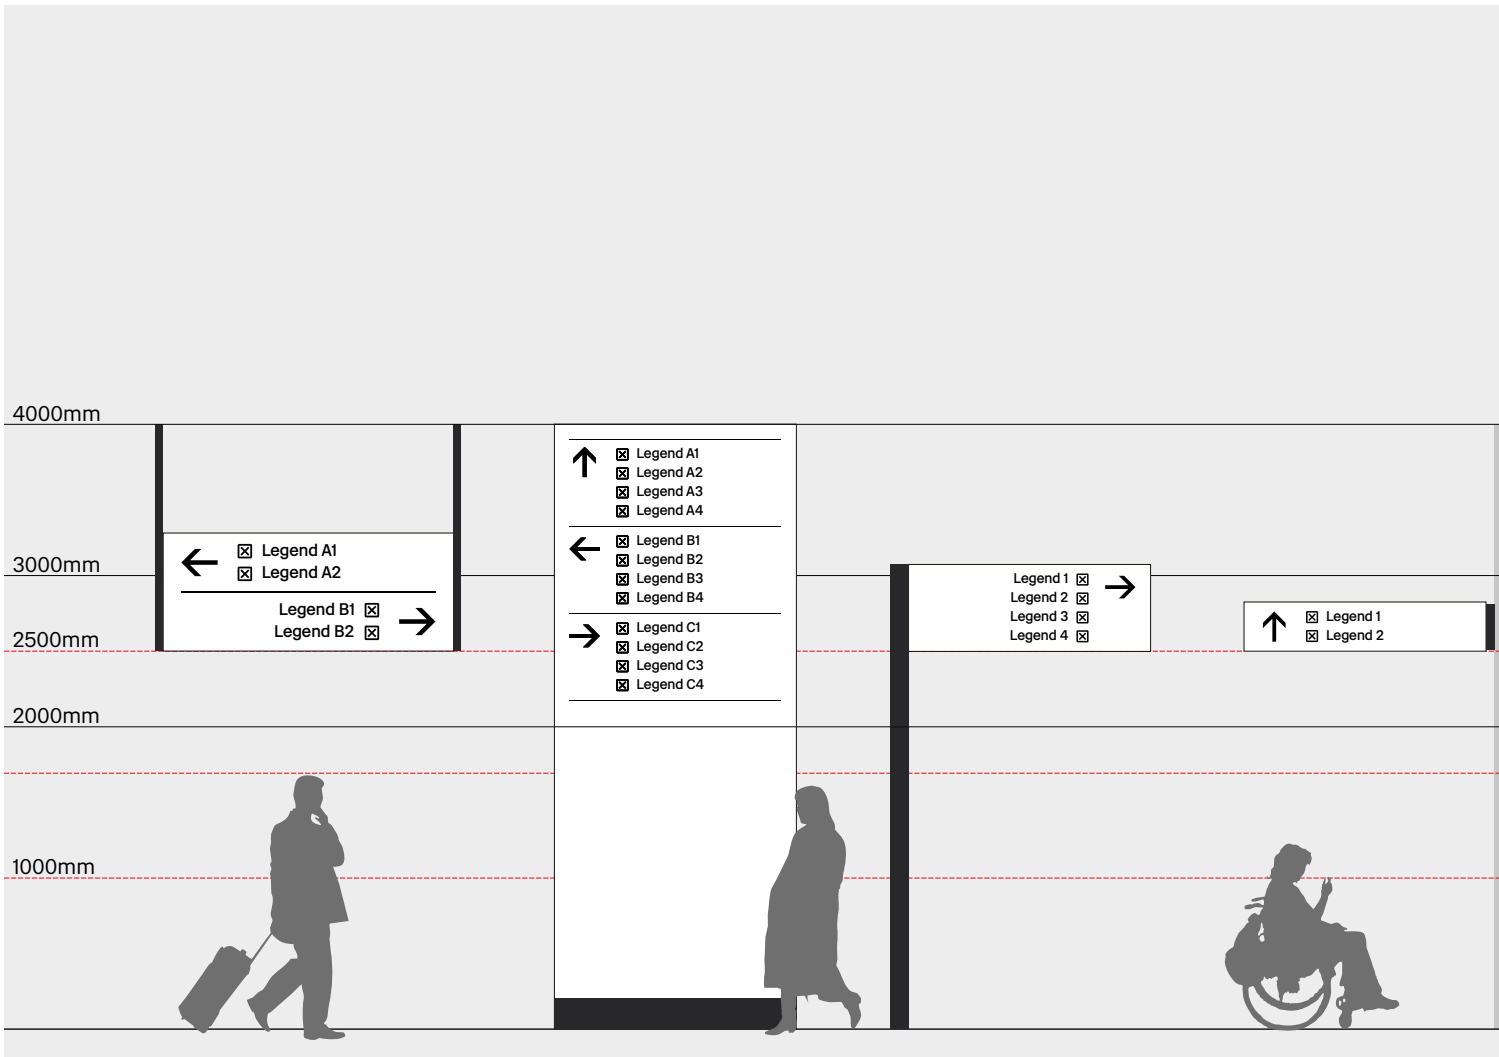 4000mm
3000mm
2500mm
2000mm
1000mm
Legend A1
Legend A2
Legend B1
Legend B2
Legend A1
Legend A2
Legend A3
Legend A4
Legend B1
Legend B2
Legend B3
Legend B4
Legend C1
Legend C2
Legend C3
Legend C4
Legend 1
Legend 2
Legend 3
Legend 4
Legend 1
Legend 2